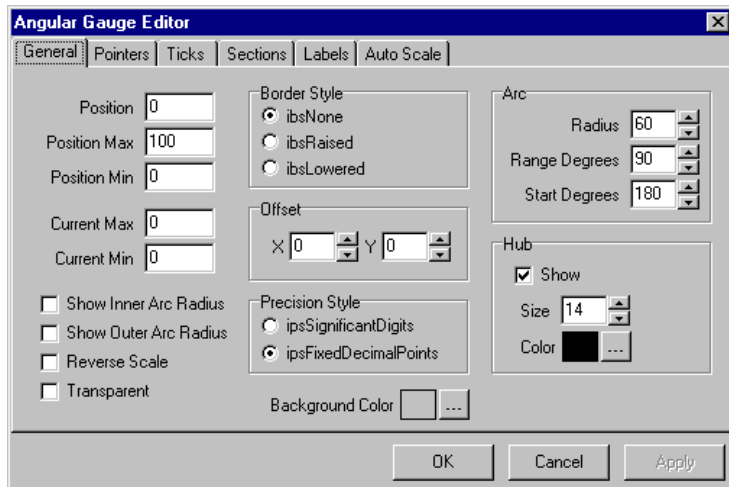 Angular Gauge Editor
General Pointers Ticks Sections Labels Auto Scale
Position 0
Position Max 100
Position Min 0
Current Max 0
Current Min 0
Show Inner Arc Radius
Show Outer Arc Radius
Reverse Scale
Transparent
Border Style
ibsNone
ibsRaised
ibsLowered
Offset
X 0 Y 0
Precision Style
ipsSignificantDigits
ipsFixedDecimalPoints
Background Color ...
Arc
Radius 60
Range Degrees 90
Start Degrees 180
Hub
Show
Size 14
Color ...
OK Cancel Apply